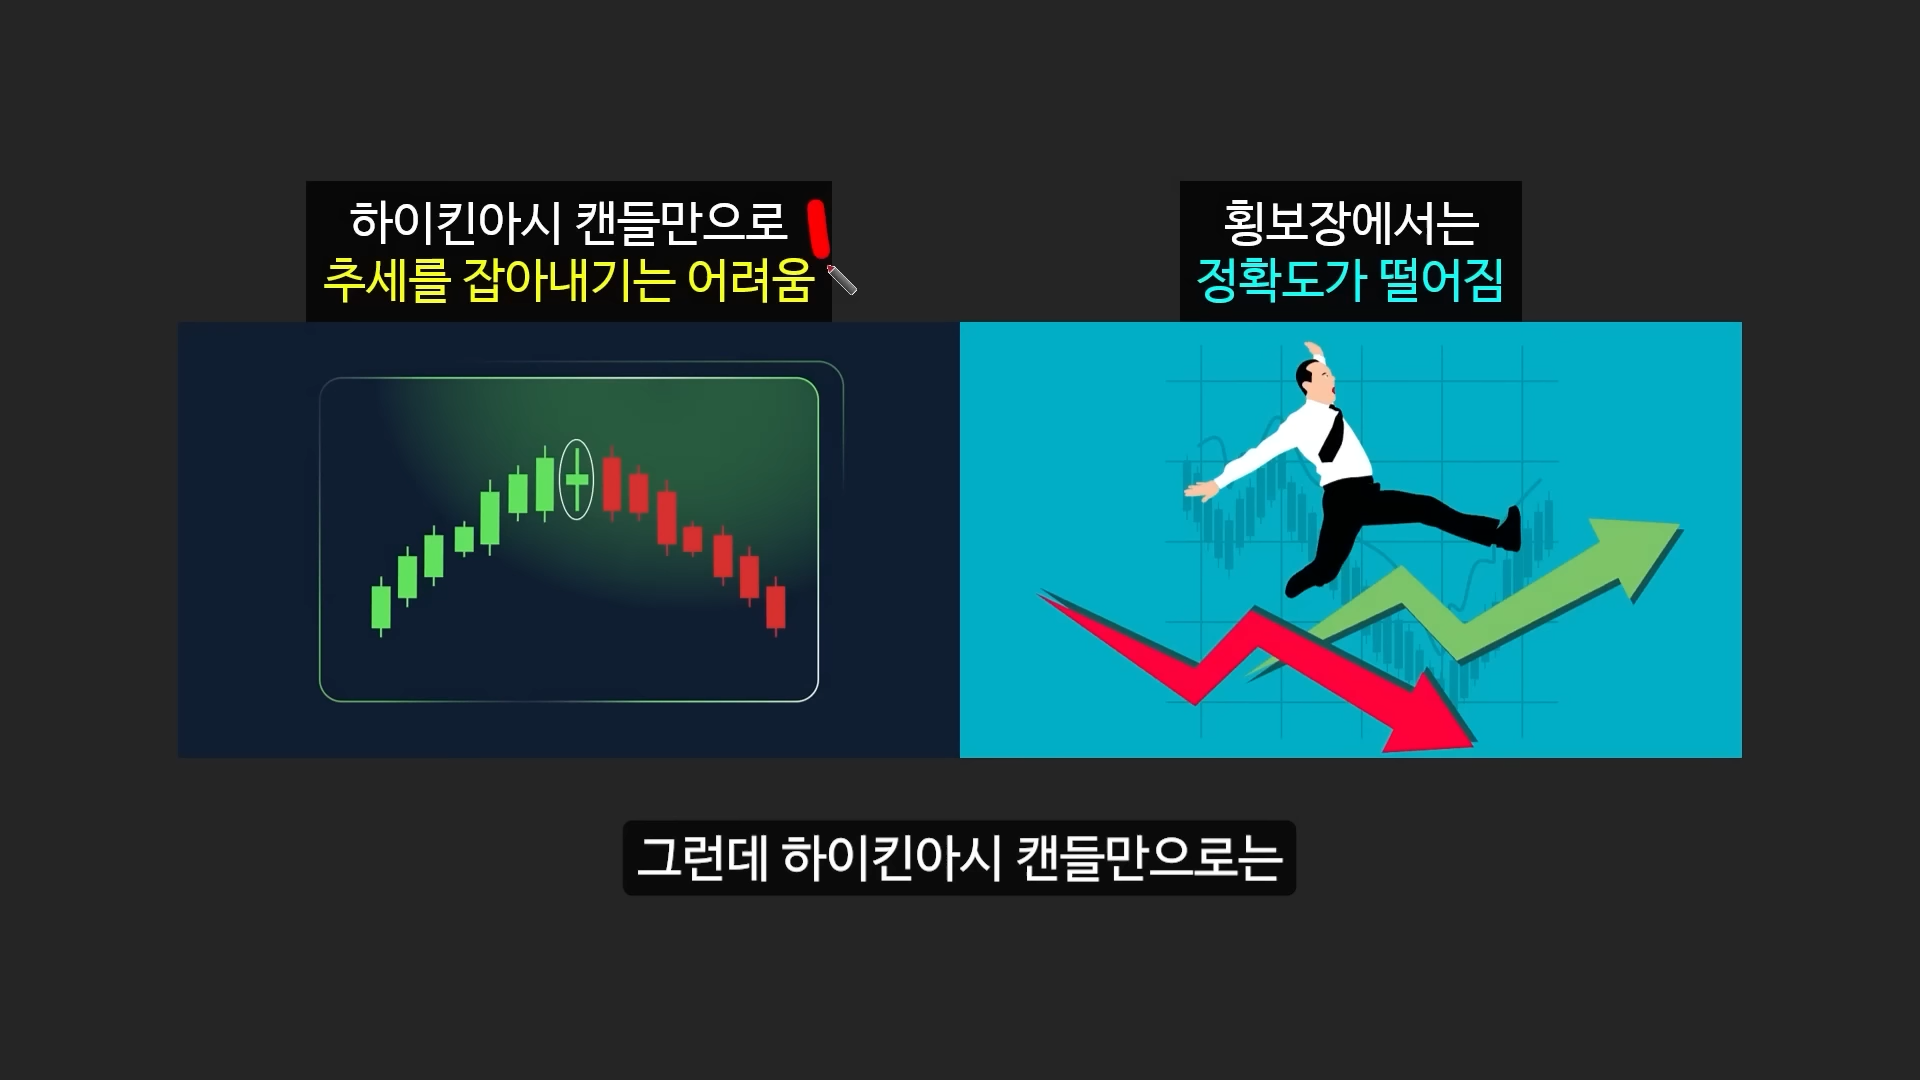 하이킨아시 캔들만으로
추세를 잡아내기는 어려움
횡보장에서는
정확도가 떨어짐
그런데 하이킨아시 캔들만으로는